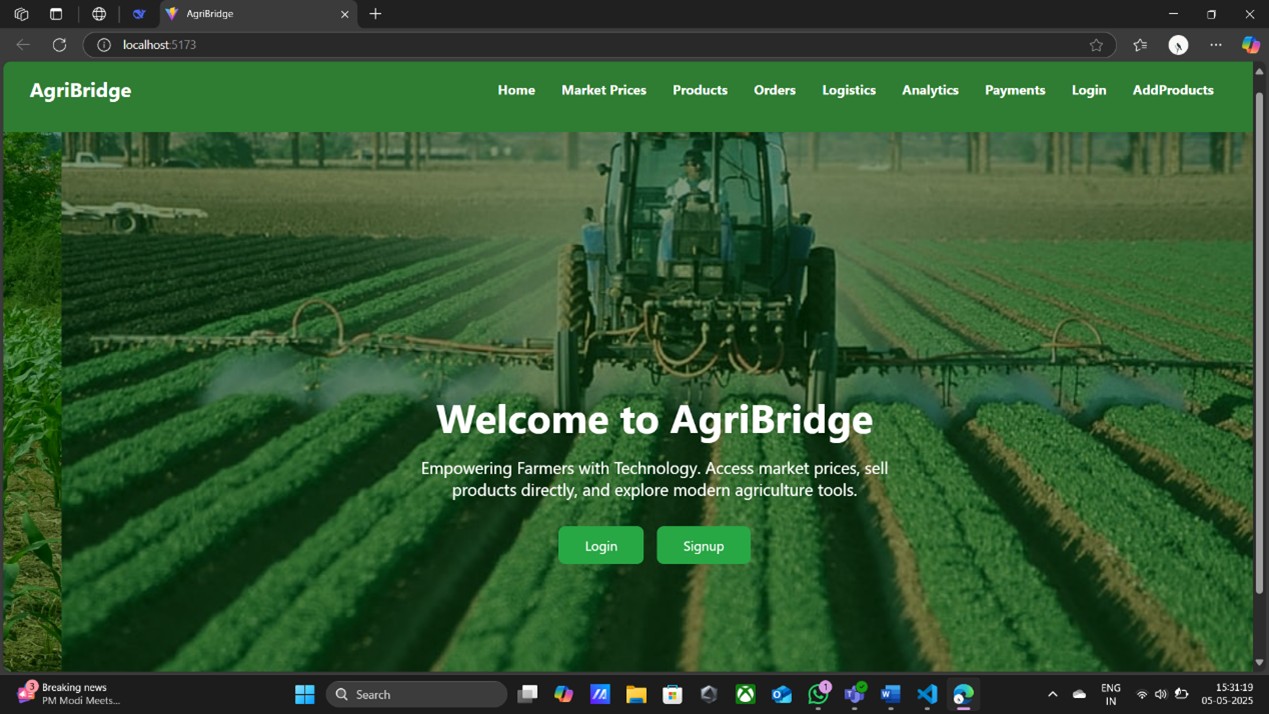 AgriBridge
localhost:5173
AgriBridge
Home Market Prices Products Orders Logistics Analytics Payments Login AddProducts
Welcome to AgriBridge
Empowering Farmers with Technology. Access market prices, sell
products directly, and explore modern agriculture tools.
Login Signup
3
Breaking news
PM Modi Meets...
Search
1
ENG
IN
15:31:19
05-05-2025